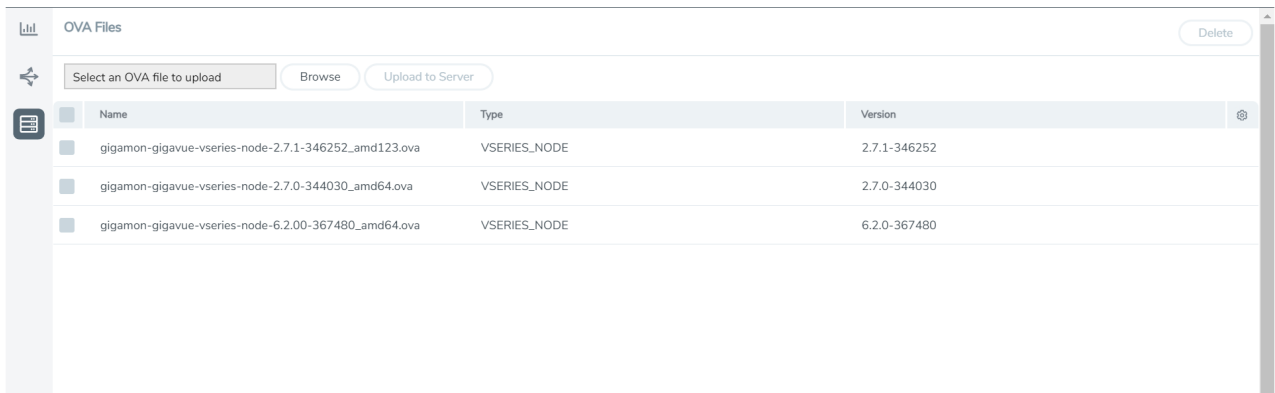 OVA Files
Delete
Select an OVA file to upload Browse Upload to Server
Name Type Version
gigamon-gigavue-vseries-node-2.7.1-346252_amd123.ova VSERIES_NODE 2.7.1-346252
gigamon-gigavue-vseries-node-2.7.0-344030_amd64.ova VSERIES_NODE 2.7.0-344030
gigamon-gigavue-vseries-node-6.2.00-367480_amd64.ova VSERIES_NODE 6.2.0-367480